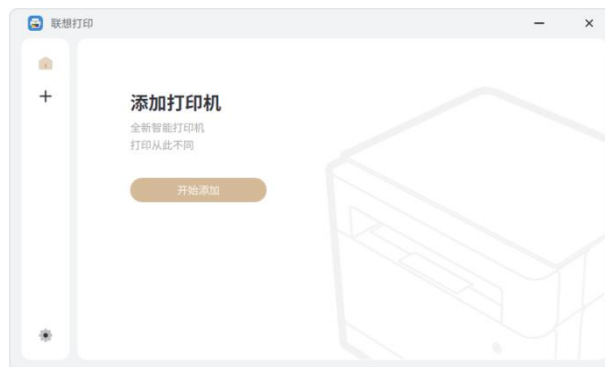 联想打印
添加打印机
全新智能打印机
打印从此不同
开始添加